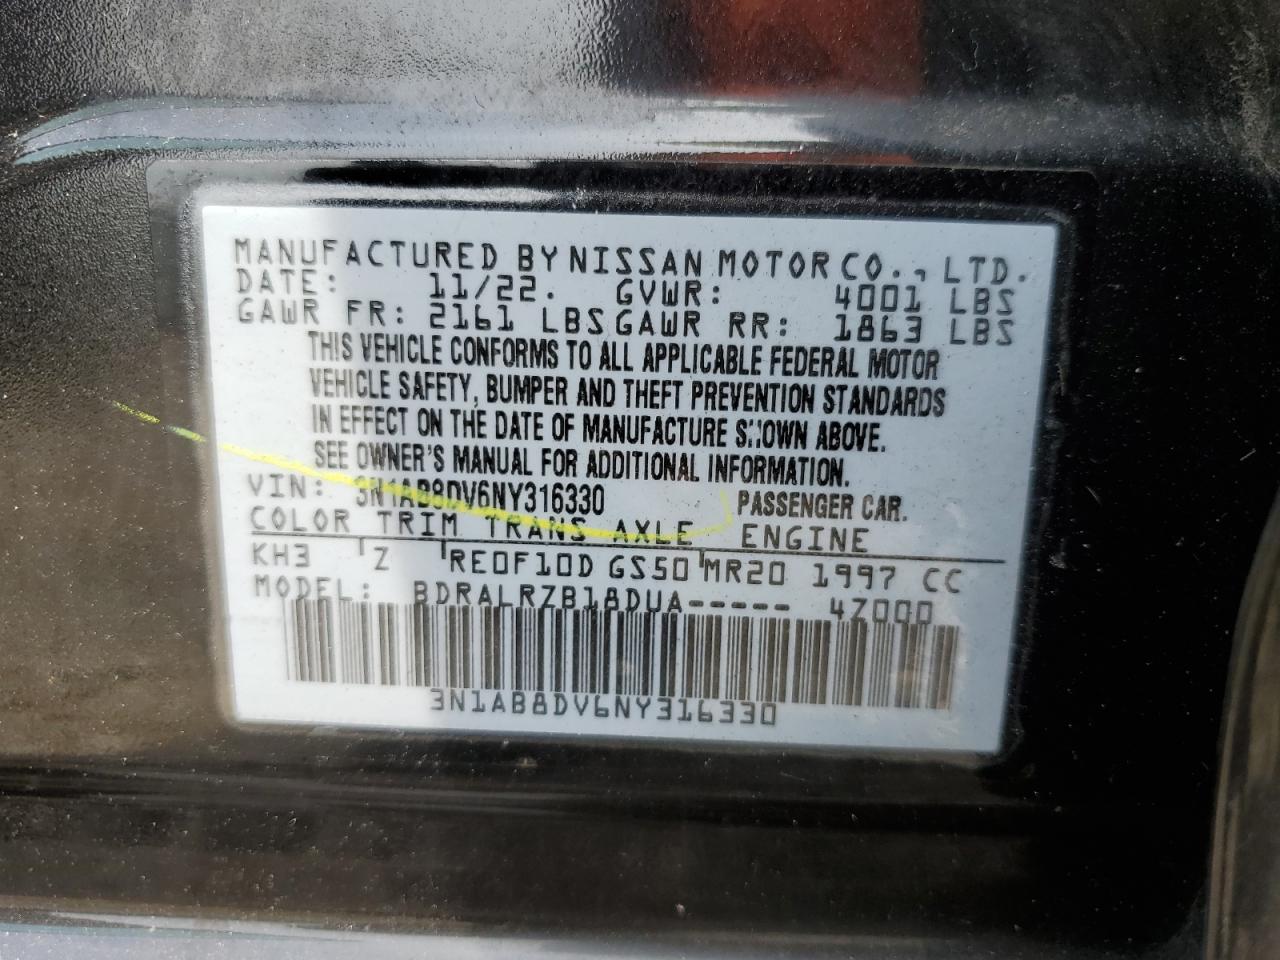 MANUFACTURED BY NISSAN MOTOR CO., LTD.
DATE: 11/22. GVWR: 4001 LBS
GAWR FR: 2161 LBS GAWR RR: 1863 LBS
THIS VEHICLE CONFORMS TO ALL APPLICABLE FEDERAL MOTOR
VEHICLE SAFETY, BUMPER AND THEFT PREVENTION STANDARDS
IN EFFECT ON THE DATE OF MANUFACTURE SHOWN ABOVE.
SEE OWNER'S MANUAL FOR ADDITIONAL INFORMATION.
VIN: 3N1AB8DV6NY316330 PASSENGER CAR.
COLOR TRIM TRANS AXLE ENGINE
KH3 Z RE0F10D GS50 MR20 1997 CC
MODEL: BDRALRZB18DUA----- 4Z000
3N1AB8DV6NY316330